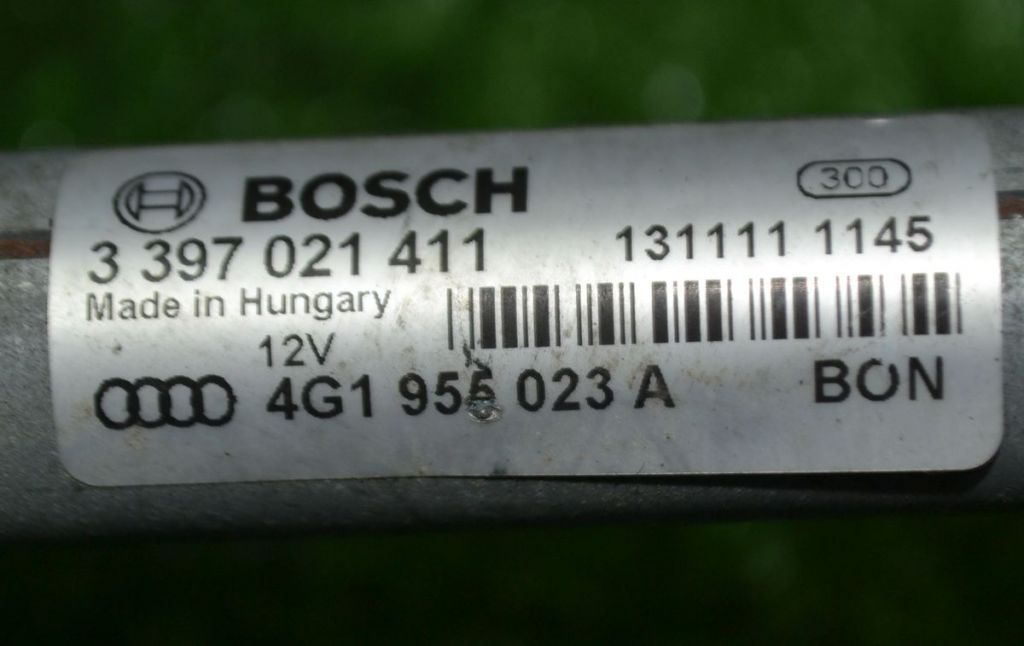 BOSCH 300
3 397 021 411 131111 1145
Made in Hungary
12V
4G1 955 023 A BON